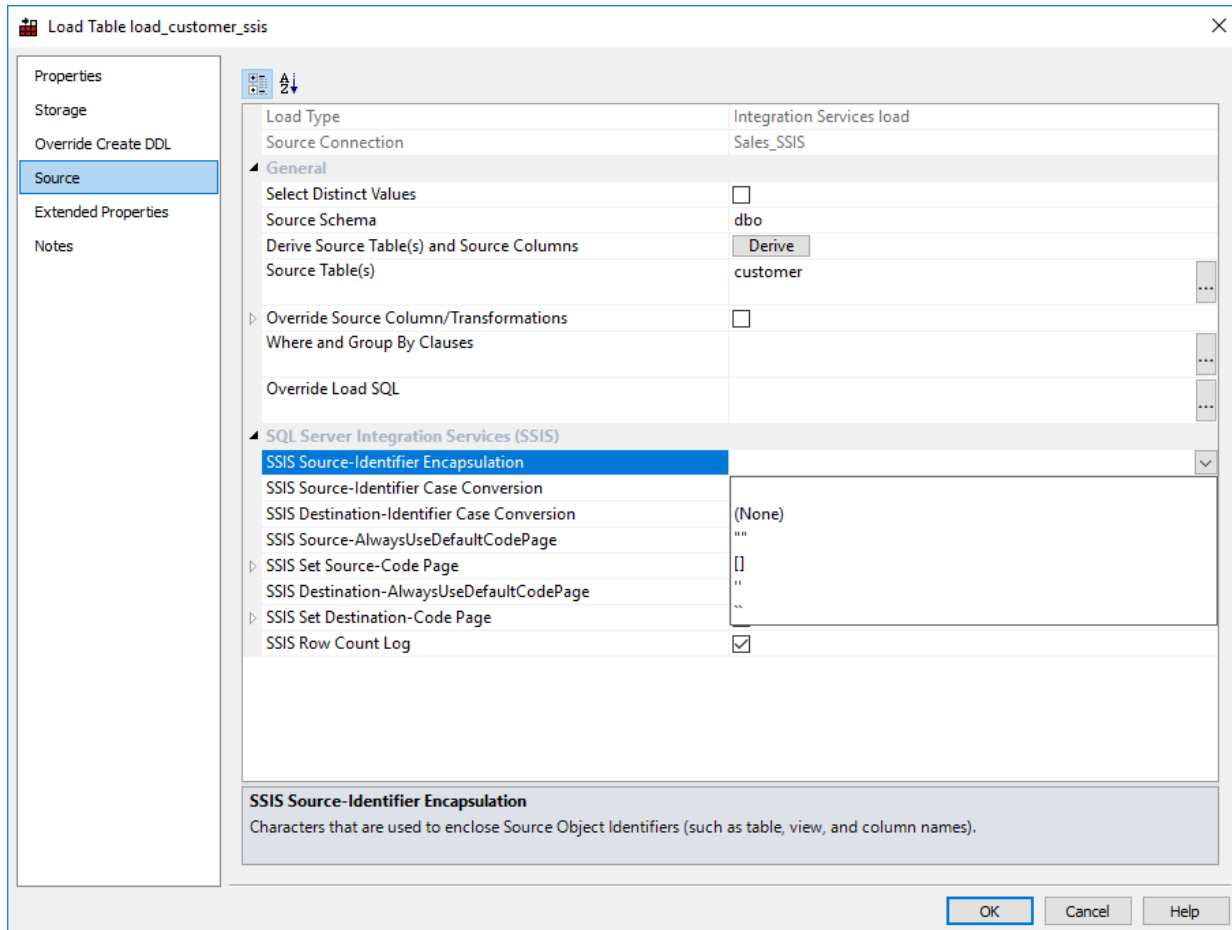 Load Table load_customer_ssis
Properties
Storage
Override Create DDL
Source
Extended Properties
Notes
Load Type Integration Services load
Source Connection Sales_SSIS
General
Select Distinct Values
Source Schema dbo
Derive Source Table(s) and Source Columns Derive
Source Table(s) customer ...
Override Source Column/Transformations
Where and Group By Clauses ...
Override Load SQL ...
SQL Server Integration Services (SSIS)
SSIS Source-Identifier Encapsulation
SSIS Source-Identifier Case Conversion
SSIS Destination-Identifier Case Conversion (None)
SSIS Source-AlwaysUseDefaultCodePage ""
SSIS Set Source-Code Page []
SSIS Destination-AlwaysUseDefaultCodePage ''
SSIS Set Destination-Code Page ``
SSIS Row Count Log
SSIS Source-Identifier Encapsulation
Characters that are used to enclose Source Object Identifiers (such as table, view, and column names).
OK Cancel Help